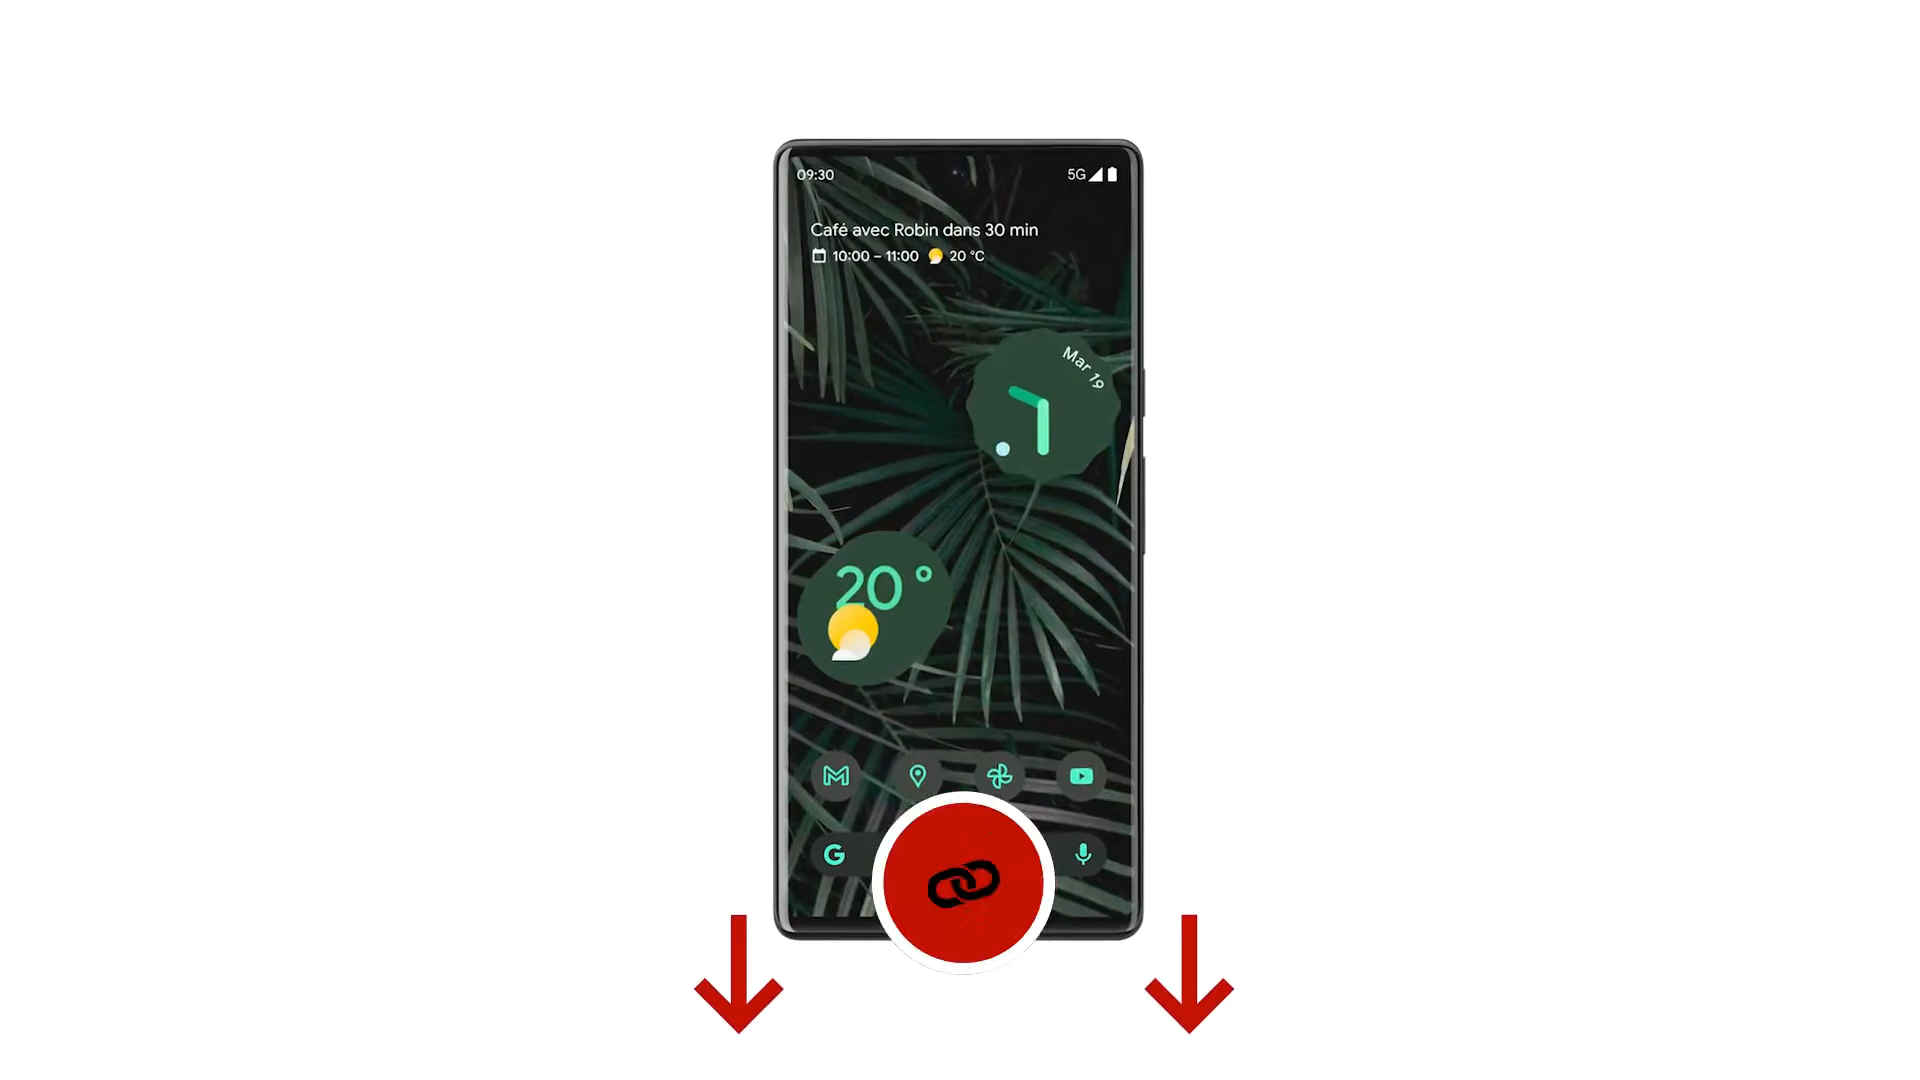 09:30
5G
Café avec Robin dans 30 min
10:00 – 11:00 20 °C
Mar 19
20°